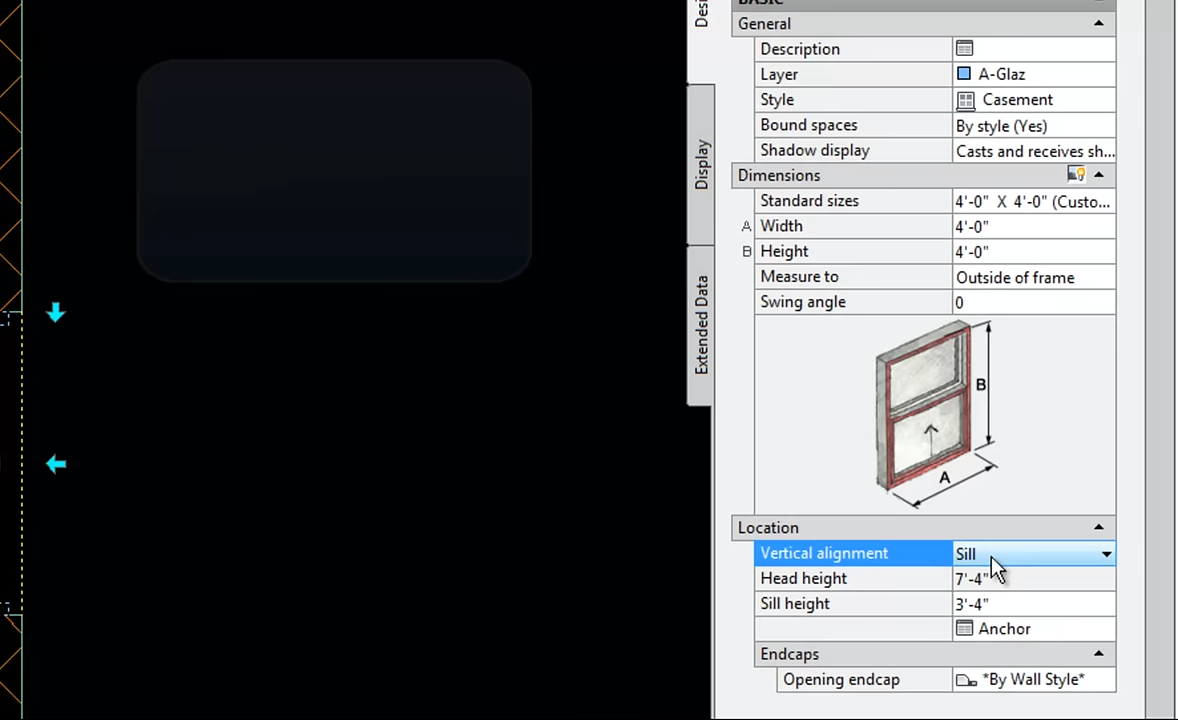 Desi
BASIC
General
Description
Layer A-Glaz
Style Casement
Bound spaces By style (Yes)
Shadow display Casts and receives sh...
Display
Dimensions
Standard sizes 4'-0" X 4'-0" (Custo...
A Width 4'-0"
B Height 4'-0"
Measure to Outside of frame
Swing angle 0
Extended Data
B
A
Location
Vertical alignment Sill
Head height 7'-4"
Sill height 3'-4"
Anchor
Endcaps
Opening endcap *By Wall Style*